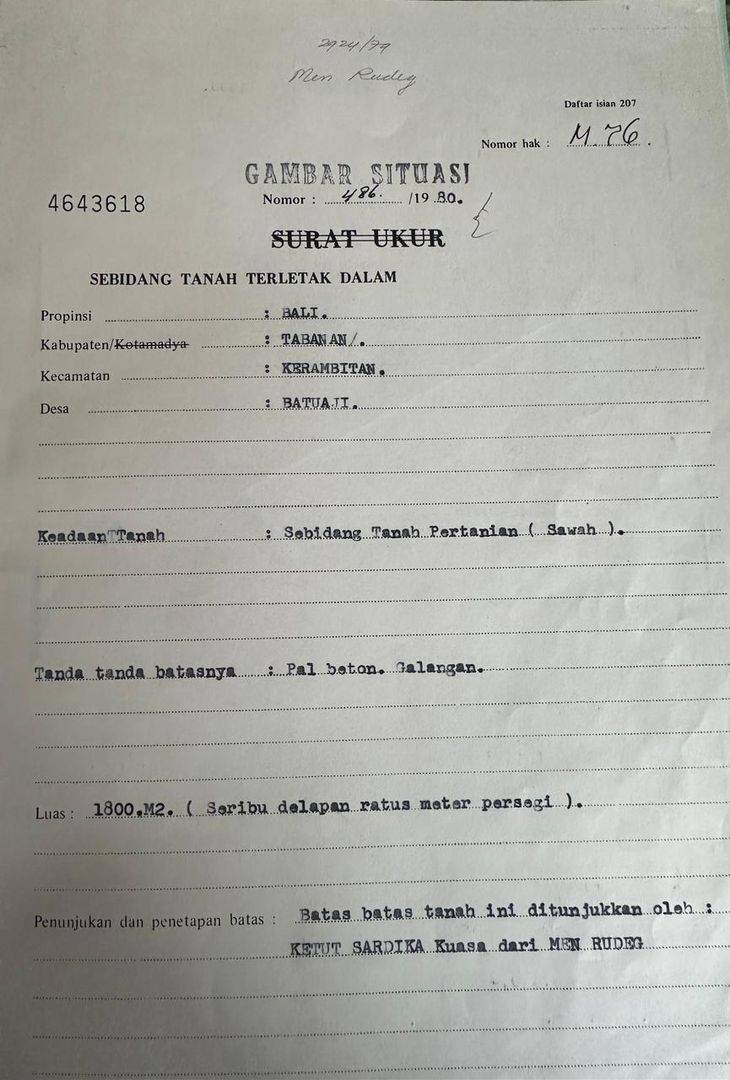 2924/79
Men Rudeg
Daftar isian 207
Nomor hak : M. 76.
GAMBAR SITUASI
4643618
Nomor : 486. /19 80.
SURAT UKUR
SEBIDANG TANAH TERLETAK DALAM
Propinsi : BALI.
Kabupaten/Kotamadya : TABANAN/.
Kecamatan : KERAMBITAN.
Desa : BATUAJI.
Keadaan Tanah : Sebidang Tanah Pertanian ( Sawah ).
Tanda tanda batasnya : Pal beton. Galangan.
Luas : 1800.M2. ( Seribu delapan ratus meter persegi ).
Penunjukan dan penetapan batas : Batas batas tanah ini ditunjukkan oleh :
KETUT SARDIKA Kuasa dari MEN RUDEG